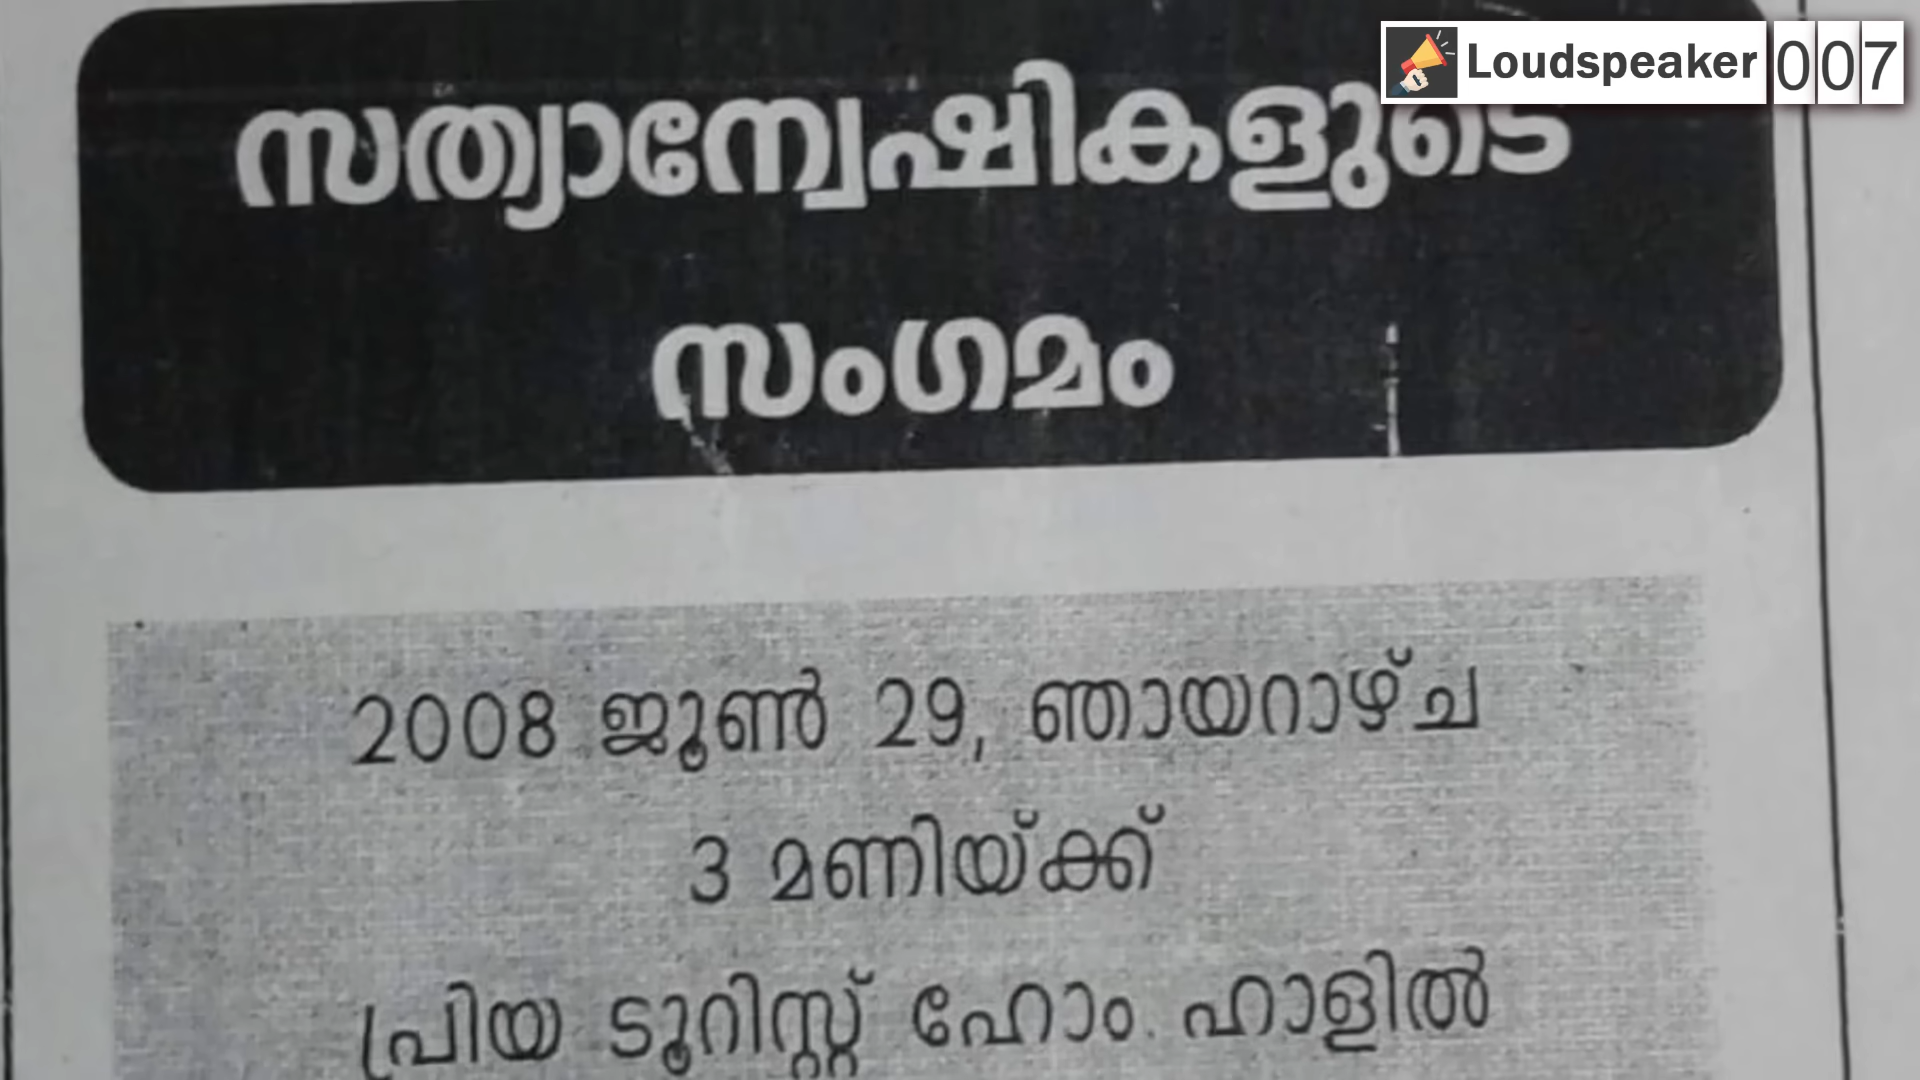 Loudspeaker 007
സത്യാന്വേഷികളുടെ
സംഗമം
2008 ജൂൺ 29, ഞായറാഴ്ച
3 മണിയ്ക്ക്
പ്രിയ ടൂറിസ്റ്റ് ഹോം ഹാളിൽ